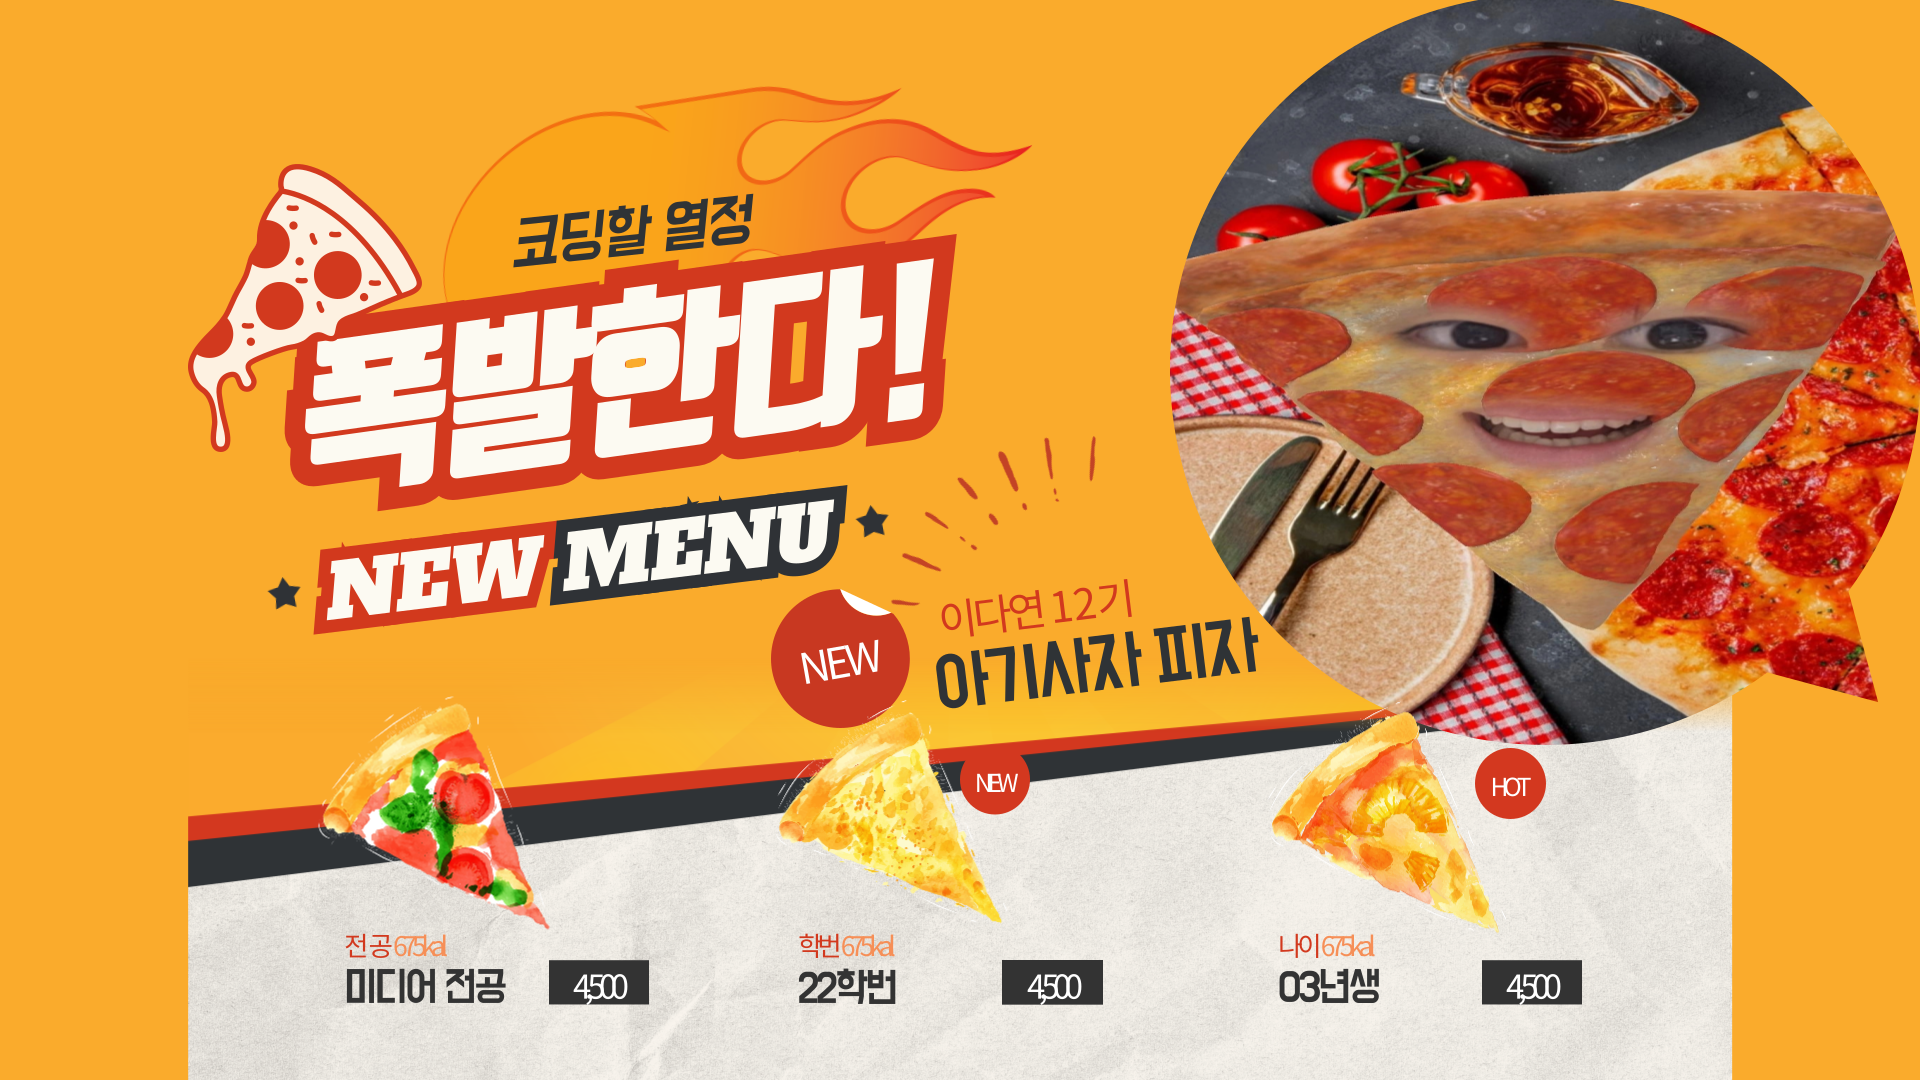 코딩할 열정
폭발한다!
NEW MENU
NEW
이다연 12기
아기사자 피자
NEW
HOT
전공 675kal
미디어 전공
4,500
학번 675kal
22학번
4,500
나이 675kal
03년생
4,500